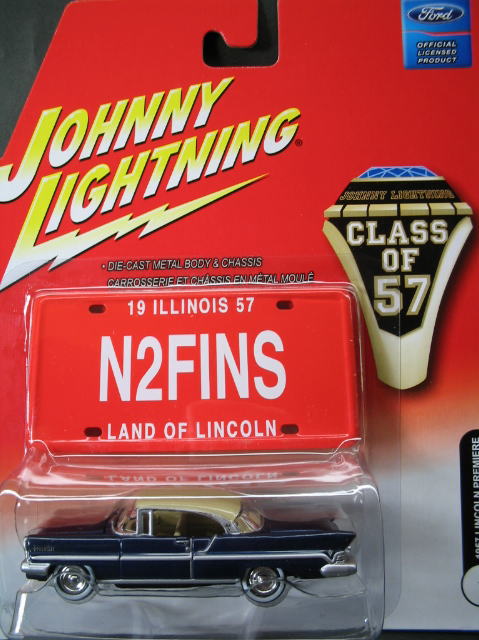 Ford
OFFICIAL
LICENSED
PRODUCT
JOHNNY
LIGHTNING
JOHNNY LIGHTNING
CLASS
OF
57
• DIE-CAST METAL BODY & CHASSIS
CARROSSERIE ET CHÂSSIS EN MÉTAL MOULÉ
19 ILLINOIS 57
N2FINS
LAND OF LINCOLN
1957 LINCOLN PREMIERE